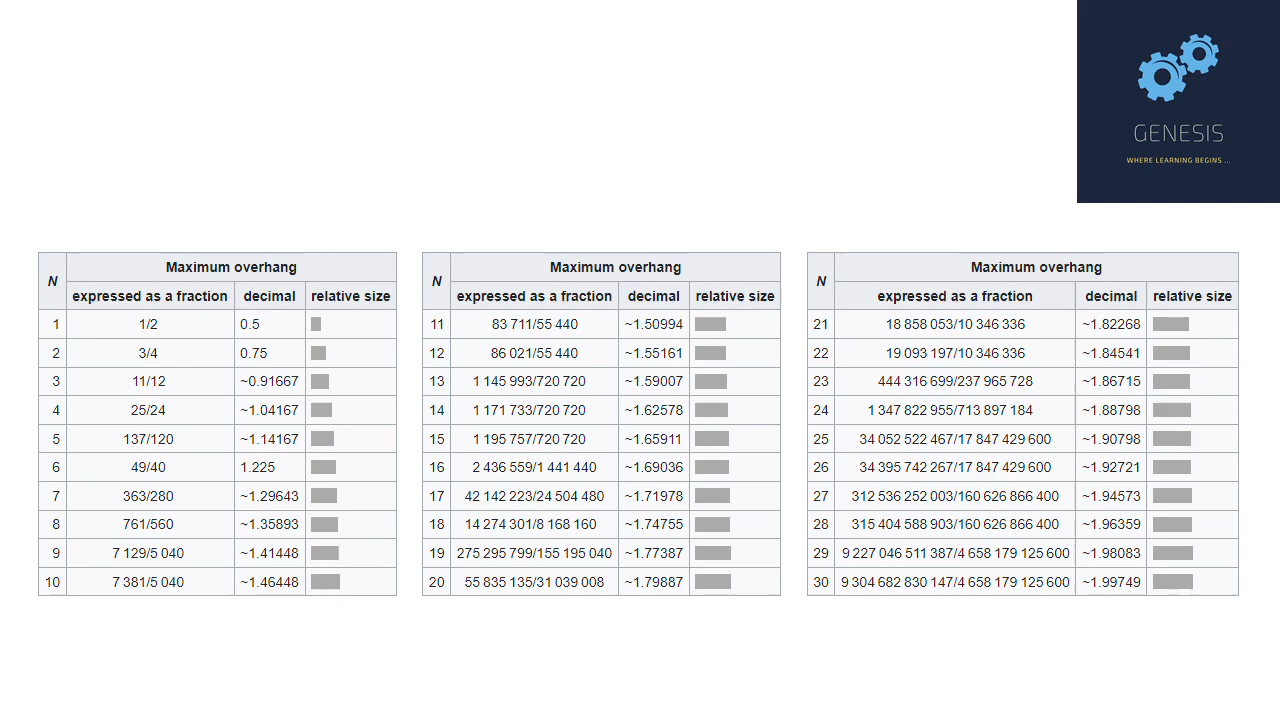 GENESIS
WHERE LEARNING BEGINS ...
N Maximum overhang
expressed as a fraction decimal relative size
1 1/2 0.5
2 3/4 0.75
3 11/12 ~0.91667
4 25/24 ~1.04167
5 137/120 ~1.14167
6 49/40 1.225
7 363/280 ~1.29643
8 761/560 ~1.35893
9 7 129/5 040 ~1.41448
10 7 381/5 040 ~1.46448
N Maximum overhang
expressed as a fraction decimal relative size
11 83 711/55 440 ~1.50994
12 86 021/55 440 ~1.55161
13 1 145 993/720 720 ~1.59007
14 1 171 733/720 720 ~1.62578
15 1 195 757/720 720 ~1.65911
16 2 436 559/1 441 440 ~1.69036
17 42 142 223/24 504 480 ~1.71978
18 14 274 301/8 168 160 ~1.74755
19 275 295 799/155 195 040 ~1.77387
20 55 835 135/31 039 008 ~1.79887
N Maximum overhang
expressed as a fraction decimal relative size
21 18 858 053/10 346 336 ~1.82268
22 19 093 197/10 346 336 ~1.84541
23 444 316 699/237 965 728 ~1.86715
24 1 347 822 955/713 897 184 ~1.88798
25 34 052 522 467/17 847 429 600 ~1.90798
26 34 395 742 267/17 847 429 600 ~1.92721
27 312 536 252 003/160 626 866 400 ~1.94573
28 315 404 588 903/160 626 866 400 ~1.96359
29 9 227 046 511 387/4 658 179 125 600 ~1.98083
30 9 304 682 830 147/4 658 179 125 600 ~1.99749